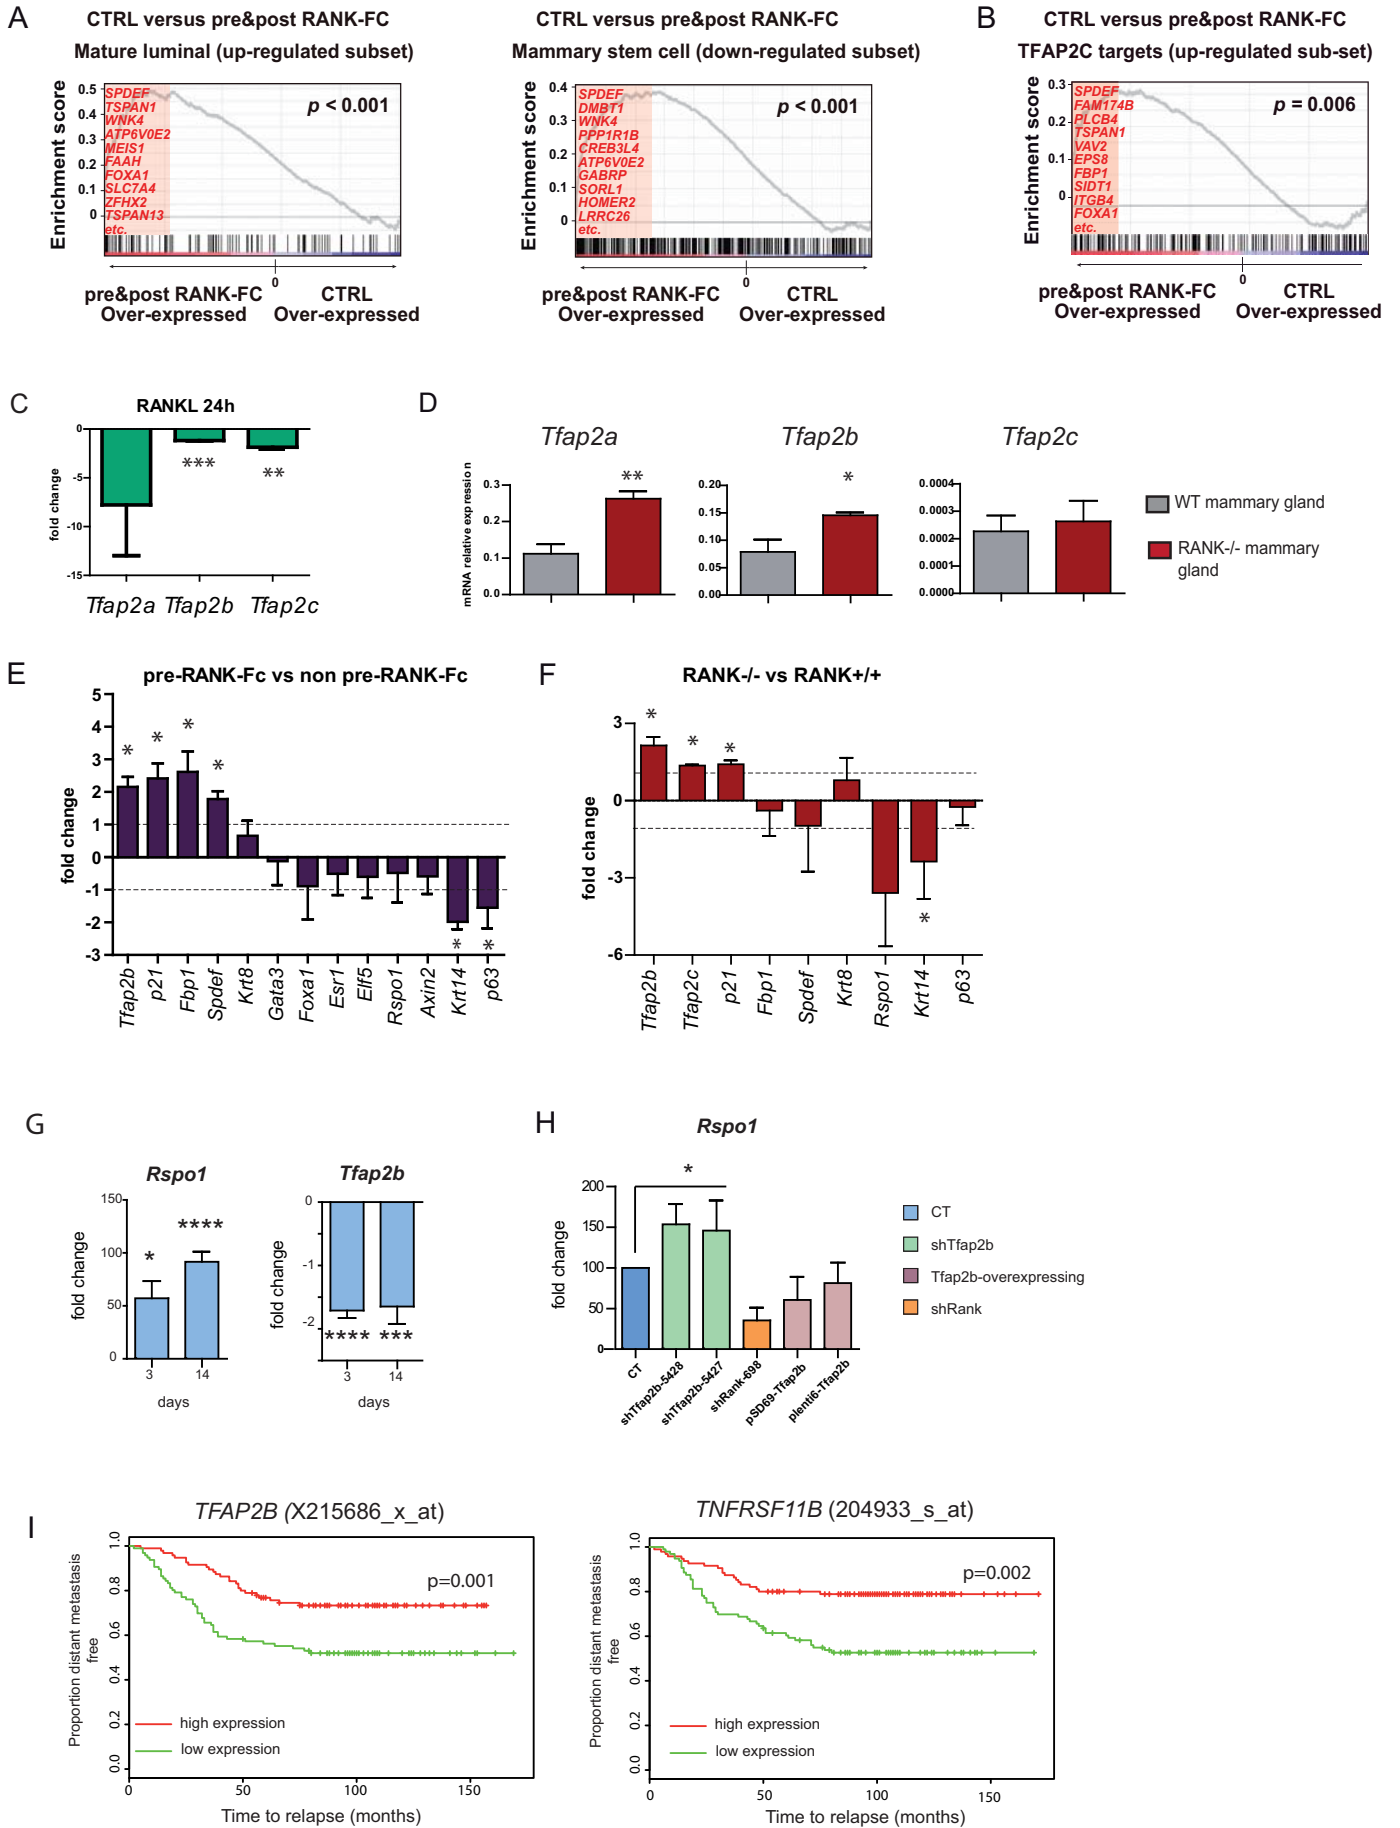 A
CTRL versus pre&post RANK-FC
Mature luminal (up-regulated subset)
Enrichment score
0.5
0.4
0.3
0.2
0.1
0
SPDEF
TSPAN1
WNK4
ATP6V0E2
MEIS1
FAAH
FOXA1
SLC7A4
ZFHX2
TSPAN13
etc.
p < 0.001
0
pre&post RANK-FC
Over-expressed
CTRL
Over-expressed
CTRL versus pre&post RANK-FC
Mammary stem cell (down-regulated subset)
Enrichment score
0.4
0.3
0.2
0.1
0
SPDEF
DMBT1
WNK4
PPP1R1B
CREB3L4
ATP6V0E2
GABRP
SORL1
HOMER2
LRRC26
etc.
p < 0.001
0
pre&post RANK-FC
Over-expressed
CTRL
Over-expressed
B
CTRL versus pre&post RANK-FC
TFAP2C targets (up-regulated sub-set)
Enrichment score
0.3
0.2
0.1
0
SPDEF
FAM174B
PLCB4
TSPAN1
VAV2
EPS8
FBP1
SIDT1
ITGB4
FOXA1
etc.
p = 0.006
0
pre&post RANK-FC
Over-expressed
CTRL
Over-expressed
C
RANKL 24h
fold change
0
-5
-10
-15
***
**
Tfap2a Tfap2b Tfap2c
D
Tfap2a
mRNA relative expression
0.3
0.2
0.1
0.0
**
Tfap2b
0.20
0.15
0.10
0.05
0.00
*
Tfap2c
0.0004
0.0003
0.0002
0.0001
0.0000
WT mammary gland
RANK-/- mammary
gland
E
pre-RANK-Fc vs non pre-RANK-Fc
fold change
5
4
3
2
1
0
-1
-2
-3
* * * * * *
Tfap2b p21 Fbp1 Spdef Krt8 Gata3 Foxa1 Esr1 Elf5 Rspo1 Axin2 Krt14 p63
F
RANK-/- vs RANK+/+
fold change
3
0
-3
-6
* * * *
Tfap2b Tfap2c p21 Fbp1 Spdef Krt8 Rspo1 Krt14 p63
G
Rspo1
fold change
150
100
50
0
* ****
3 14
days
Tfap2b
fold change
0
-1
-2
**** ***
3 14
days
H
Rspo1
fold change
200
150
100
50
0
*
CT shTfap2b-5428 shTfap2b-5427 shRank-698 pSD69-Tfap2b plenti6-Tfap2b
CT
shTfap2b
Tfap2b-overexpressing
shRank
I
TFAP2B (X215686_x_at)
Proportion distant metastasis
free
1.0
0.8
0.6
0.4
0.2
0.0
p=0.001
high expression
low expression
0 50 100 150
Time to relapse (months)
TNFRSF11B (204933_s_at)
Proportion distant metastasis
free
1.0
0.8
0.6
0.4
0.2
0.0
p=0.002
high expression
low expression
0 50 100 150
Time to relapse (months)